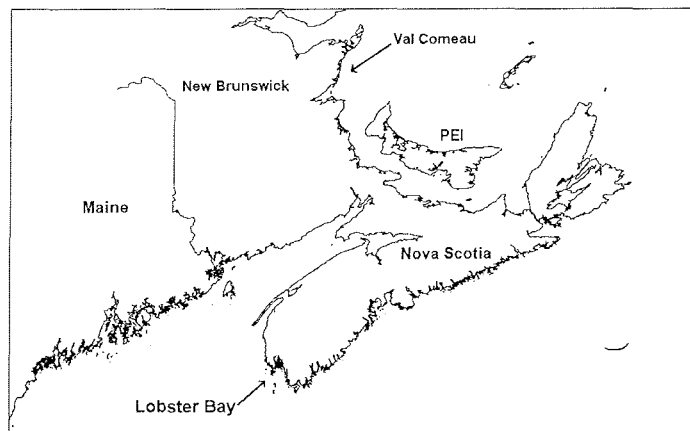 Val Comeau
New Brunswick
PEI
Maine
Nova Scotia
Lobster Bay